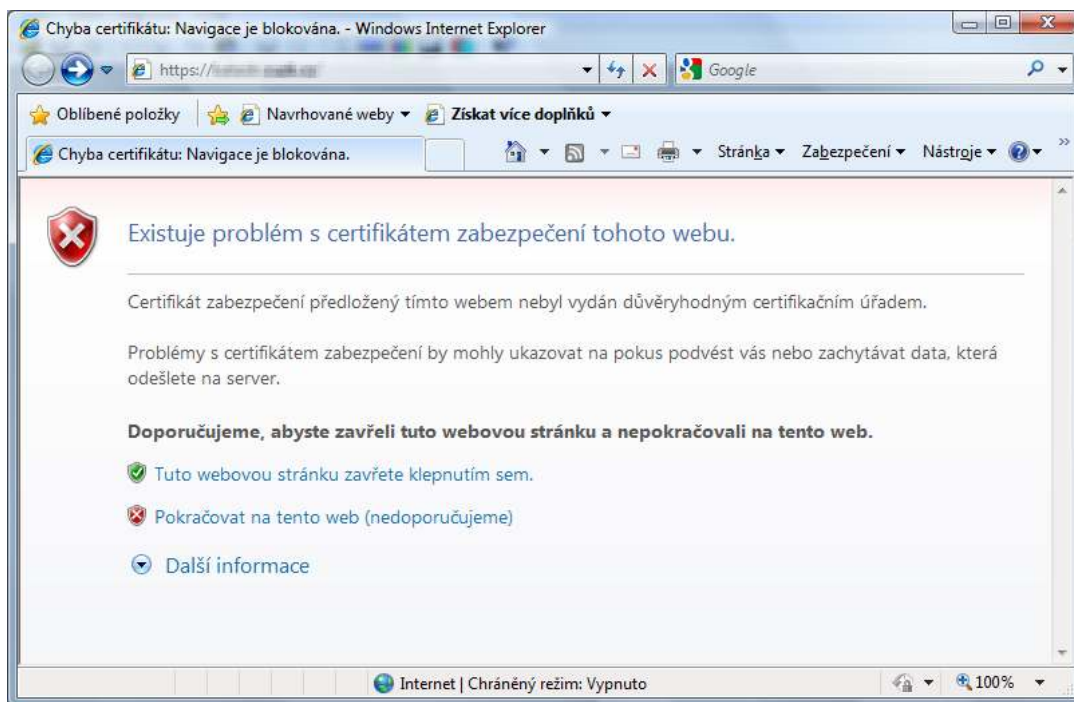 Chyba certifikátu: Navigace je blokována. - Windows Internet Explorer
https://
Google
Oblíbené položky Navrhované weby Získat více doplňků
Chyba certifikátu: Navigace je blokována. Stránka Zabezpečení Nástroje
Existuje problém s certifikátem zabezpečení tohoto webu.
Certifikát zabezpečení předložený tímto webem nebyl vydán důvěryhodným certifikačním úřadem.
Problémy s certifikátem zabezpečení by mohly ukazovat na pokus podvést vás nebo zachytávat data, která
odešlete na server.
Doporučujeme, abyste zavřeli tuto webovou stránku a nepokračovali na tento web.
Tuto webovou stránku zavřete klepnutím sem.
Pokračovat na tento web (nedoporučujeme)
Další informace
Internet | Chráněný režim: Vypnuto 100%